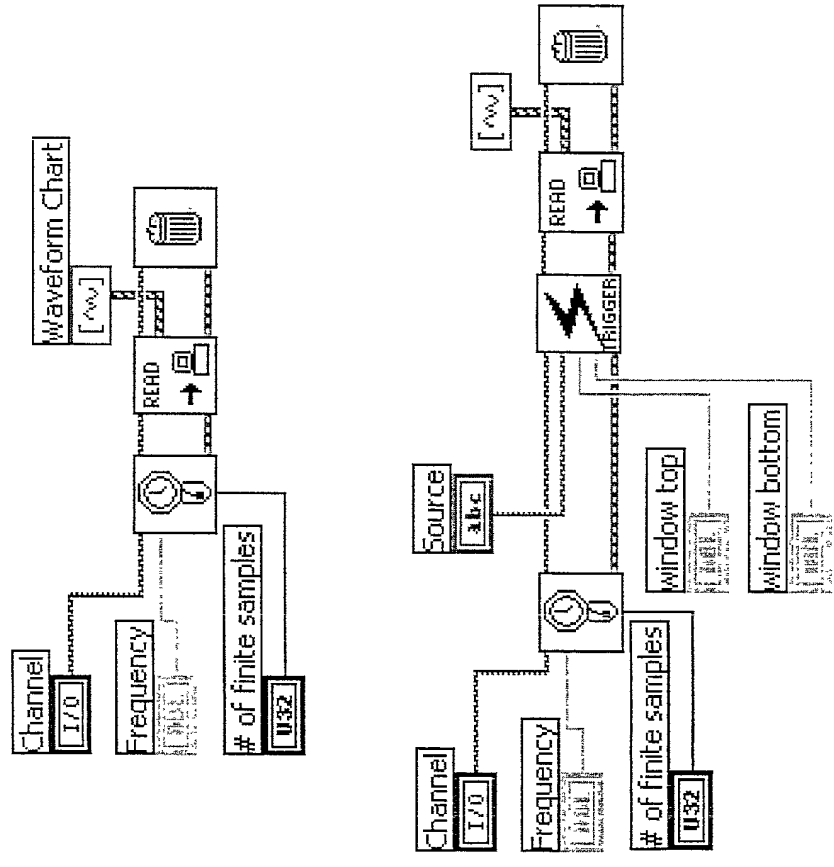 Channel
I/O
Frequency
# of finite samples
U32
READ
Waveform Chart
Channel
I/O
Frequency
# of finite samples
U32
Source
abc
window top
window bottom
TRIGGER
READ